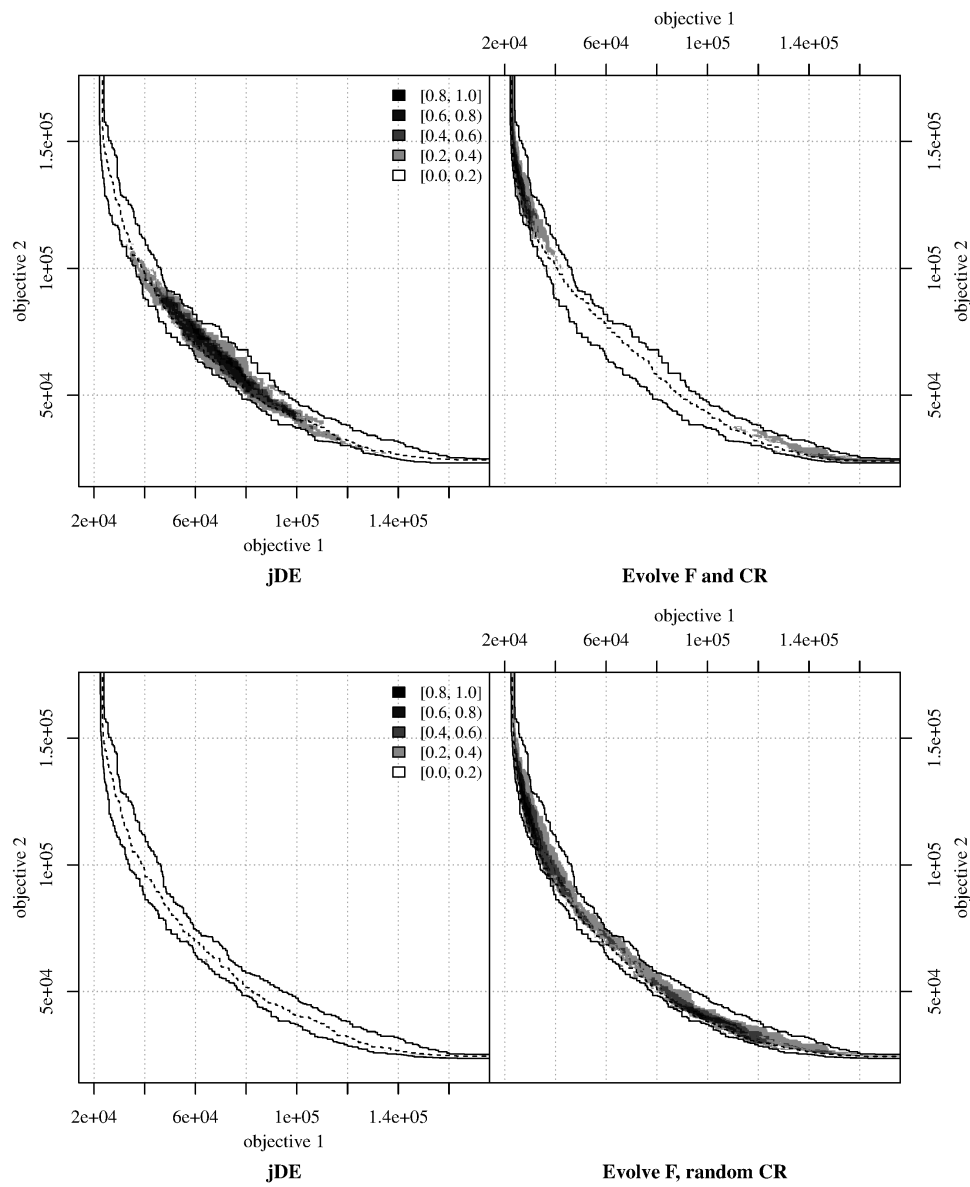 objective 1
2e+04 6e+04 1e+05 1.4e+05
[0.8, 1.0]
[0.6, 0.8)
[0.4, 0.6)
[0.2, 0.4)
[0.0, 0.2)
objective 2
5e+04 1e+05 1.5e+05
5e+04 1e+05 1.5e+05
objective 2
2e+04 6e+04 1e+05 1.4e+05
objective 1
jDE
Evolve F and CR
objective 1
2e+04 6e+04 1e+05 1.4e+05
[0.8, 1.0]
[0.6, 0.8)
[0.4, 0.6)
[0.2, 0.4)
[0.0, 0.2)
objective 2
5e+04 1e+05 1.5e+05
5e+04 1e+05 1.5e+05
objective 2
2e+04 6e+04 1e+05 1.4e+05
objective 1
jDE
Evolve F, random CR